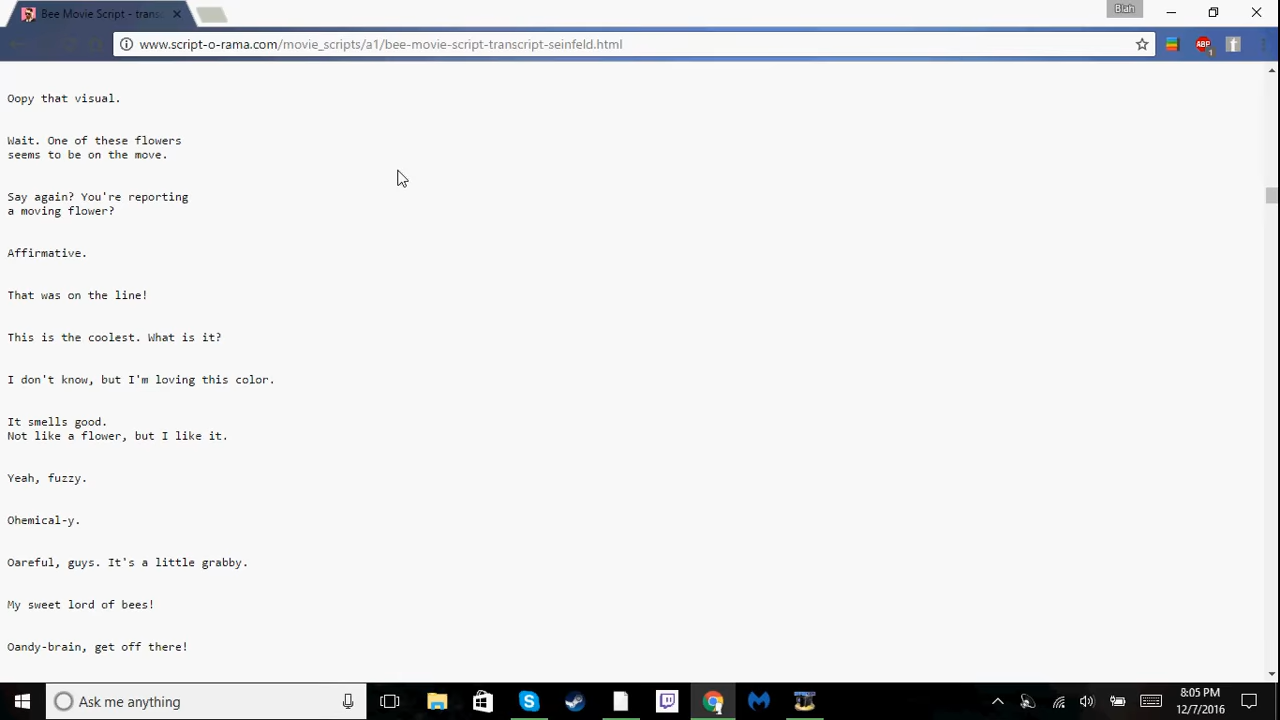 Bee Movie Script - trans
Blah
www.script-o-rama.com/movie_scripts/a1/bee-movie-script-transcript-seinfeld.html
ABP
1
Oopy that visual.
Wait. One of these flowers
seems to be on the move.
Say again? You're reporting
a moving flower?
Affirmative.
That was on the line!
This is the coolest. What is it?
I don't know, but I'm loving this color.
It smells good.
Not like a flower, but I like it.
Yeah, fuzzy.
Ohemical-y.
Oareful, guys. It's a little grabby.
My sweet lord of bees!
Oandy-brain, get off there!
Ask me anything
8:05 PM
12/7/2016